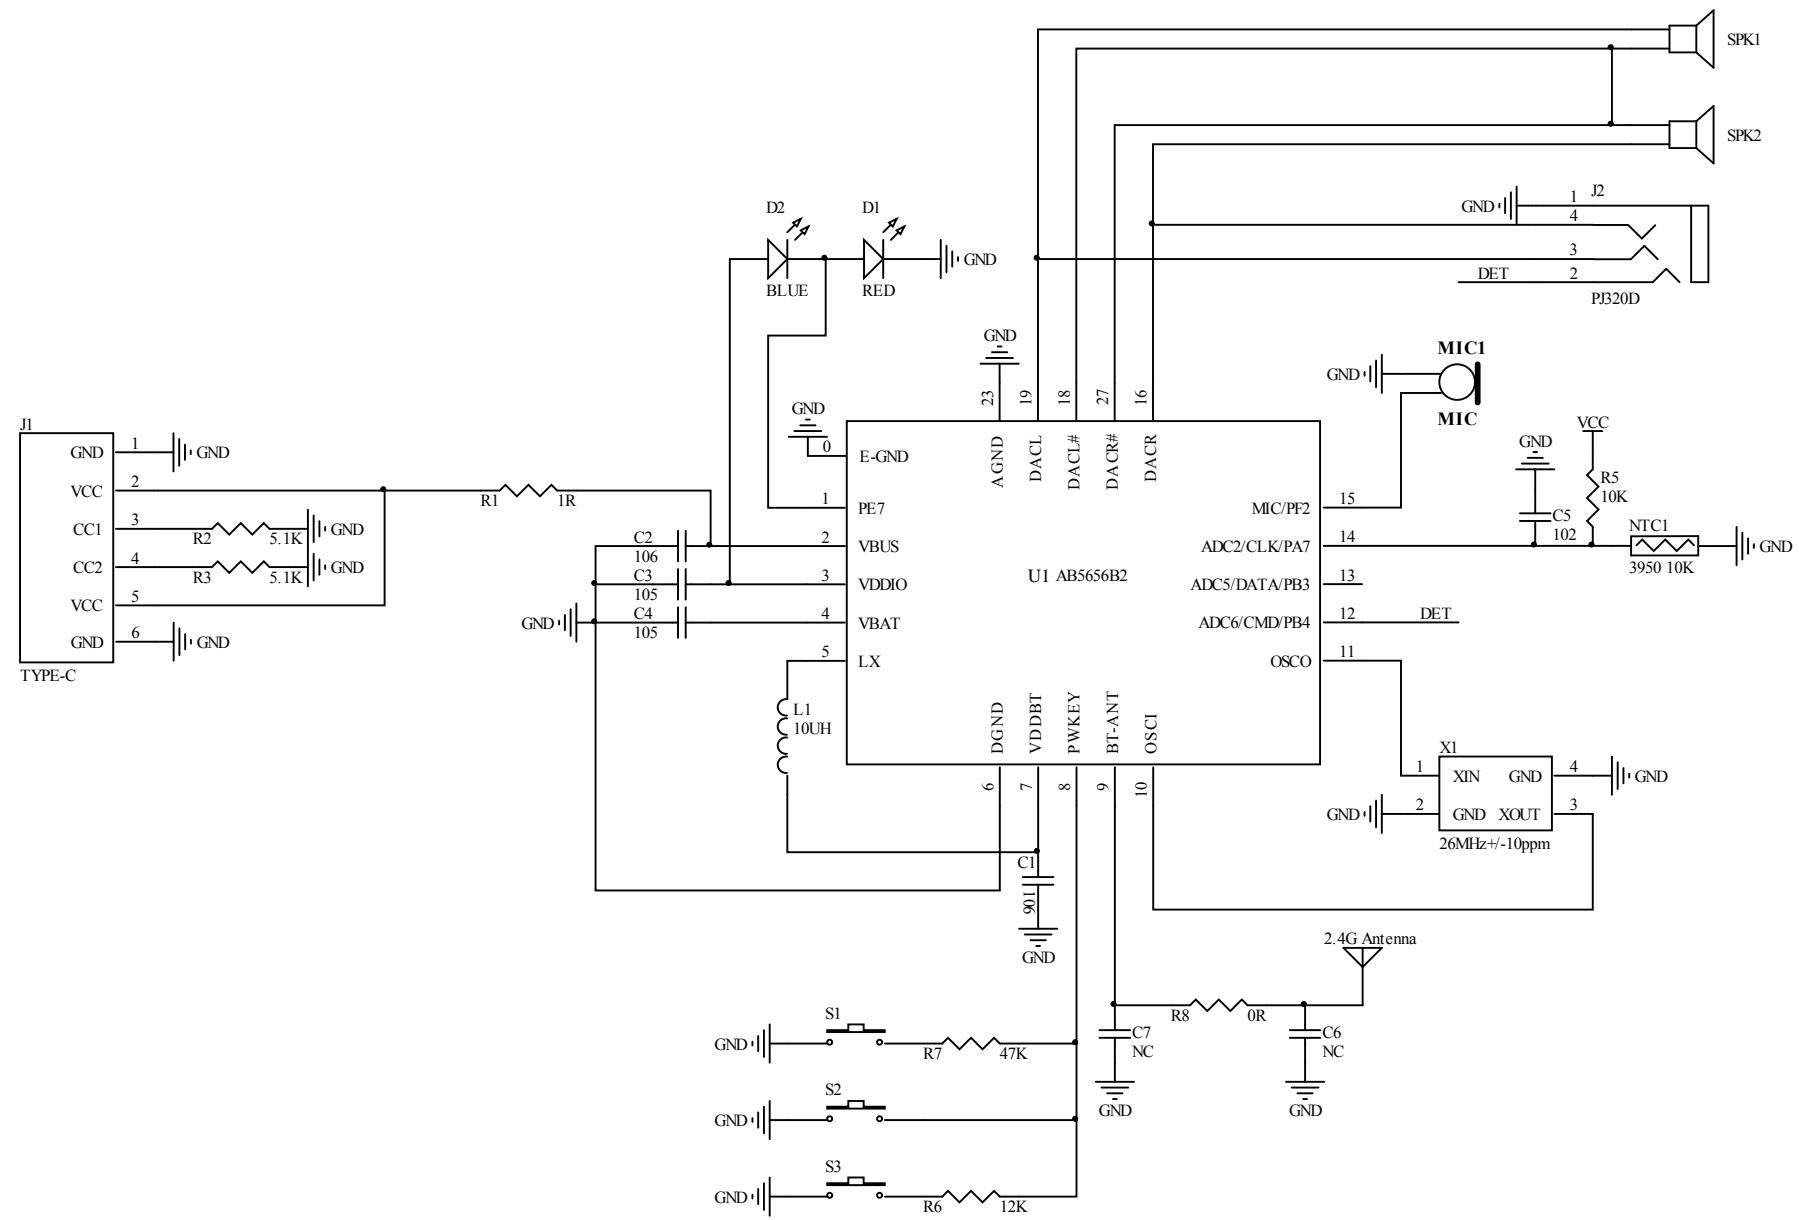 SPK1
SPK2
J2
GND 1
4
3
DET 2
PJ320D
D2
D1
GND
BLUE
RED
GND
MIC1
GND
MIC
23
19
18
27
16
AGND
DACL
DACL#
DACR#
DACR
GND
0
E-GND
1
PE7
2
VBUS
3
VDDIO
4
VBAT
5
LX
U1 AB5656B2
MIC/PF2
15
ADC2/CLK/PA7
14
ADC5/DATA/PB3
13
ADC6/CMD/PB4
12
DET
OSCO
11
DGND
VDDBT
PWKEY
BT-ANT
OSCI
6
7
8
9
10
J1
GND 1 GND
VCC 2
CC1 3 R2 5.1K GND
CC2 4 R3 5.1K GND
VCC 5
GND 6 GND
TYPE-C
R1 1R
C2
106
C3
105
C4
105
GND
L1
10UH
C1
106
GND
VCC
GND
R5
10K
C5
102
NTC1
GND
3950 10K
X1
1 XIN GND 4 GND
GND 2 GND XOUT 3
26MHz+/-10ppm
2.4G Antenna
R8 0R
C7
NC
GND
C6
NC
GND
S1
GND R7 47K
S2
GND
S3
GND R6 12K